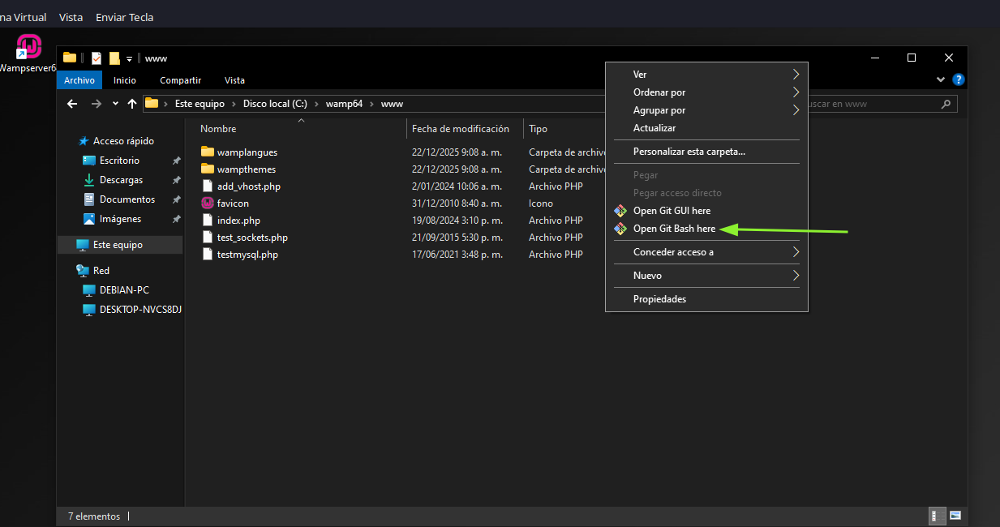 na Virtual Vista Enviar Tecla
Wampserver6
www
Archivo Inicio Compartir Vista
Este equipo Disco local (C:) wamp64 www
uscar en www
Nombre Fecha de modificación Tipo
wamplangues 22/12/2025 9:08 a. m. Carpeta de archivo
wampthemes 22/12/2025 9:08 a. m. Carpeta de archivo
add_vhost.php 2/01/2024 10:06 a. m. Archivo PHP
favicon 31/12/2010 8:40 a. m. Icono
index.php 19/08/2024 3:10 p. m. Archivo PHP
test_sockets.php 21/09/2015 5:30 p. m. Archivo PHP
testmysql.php 17/06/2021 3:48 p. m. Archivo PHP
Acceso rápido
Escritorio
Descargas
Documentos
Imágenes
Este equipo
Red
DEBIAN-PC
DESKTOP-NVCS8DJ
Ver
Ordenar por
Agrupar por
Actualizar
Personalizar esta carpeta...
Pegar
Pegar acceso directo
Open Git GUI here
Open Git Bash here
Conceder acceso a
Nuevo
Propiedades
7 elementos